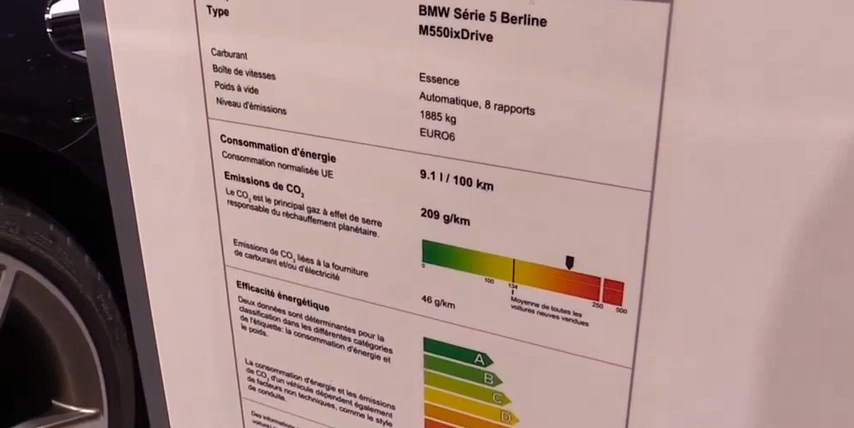 Type
BMW Série 5 Berline
M550ixDrive
Carburant
Essence
Boîte de vitesses
Automatique, 8 rapports
Poids à vide
1885 kg
Niveau d'émissions
EURO6
Consommation d'énergie
Consommation normalisée UE
9.1 l / 100 km
Emissions de CO₂
209 g/km
Le CO₂ est le principal gaz à effet de serre
responsable du réchauffement planétaire.
0
100
134
250
500
Moyenne de toutes les
voitures neuves vendues
Emissions de CO₂ liées à la fourniture
de carburant et/ou d'électricité
46 g/km
Efficacité énergétique
Deux données sont déterminantes pour la
classification dans les différentes catégories
de l'étiquette: la consommation d'énergie et
le poids.
A
B
C
D
La consommation d'énergie et les émissions
de CO₂ d'un véhicule dépendent également
de facteurs non techniques, comme le style
de conduite.
Des informations